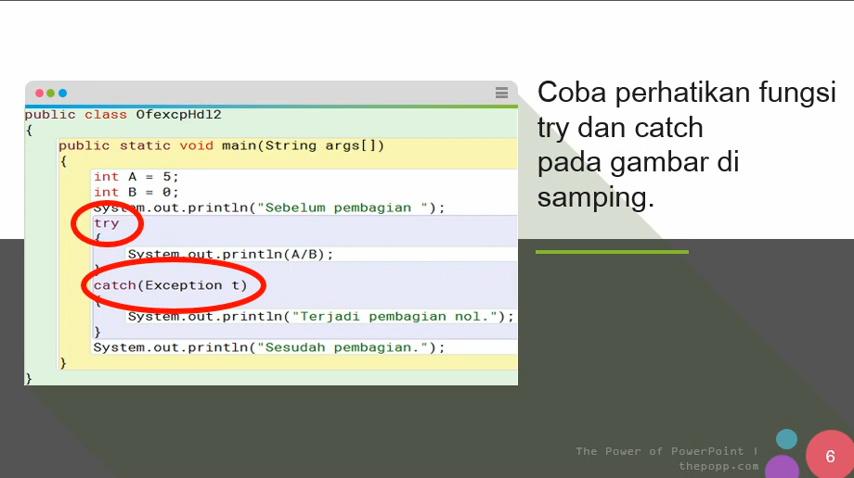 public class OfexcpHdl2
{
public static void main(String args[])
{
int A = 5;
int B = 0;
System.out.println("Sebelum pembagian ");
try
{
System.out.println(A/B);
}
catch(Exception t)
{
System.out.println("Terjadi pembagian nol.");
}
System.out.println("Sesudah pembagian.");
}
}
Coba perhatikan fungsi
try dan catch
pada gambar di
samping.
The Power of PowerPoint |
thepopp.com
6